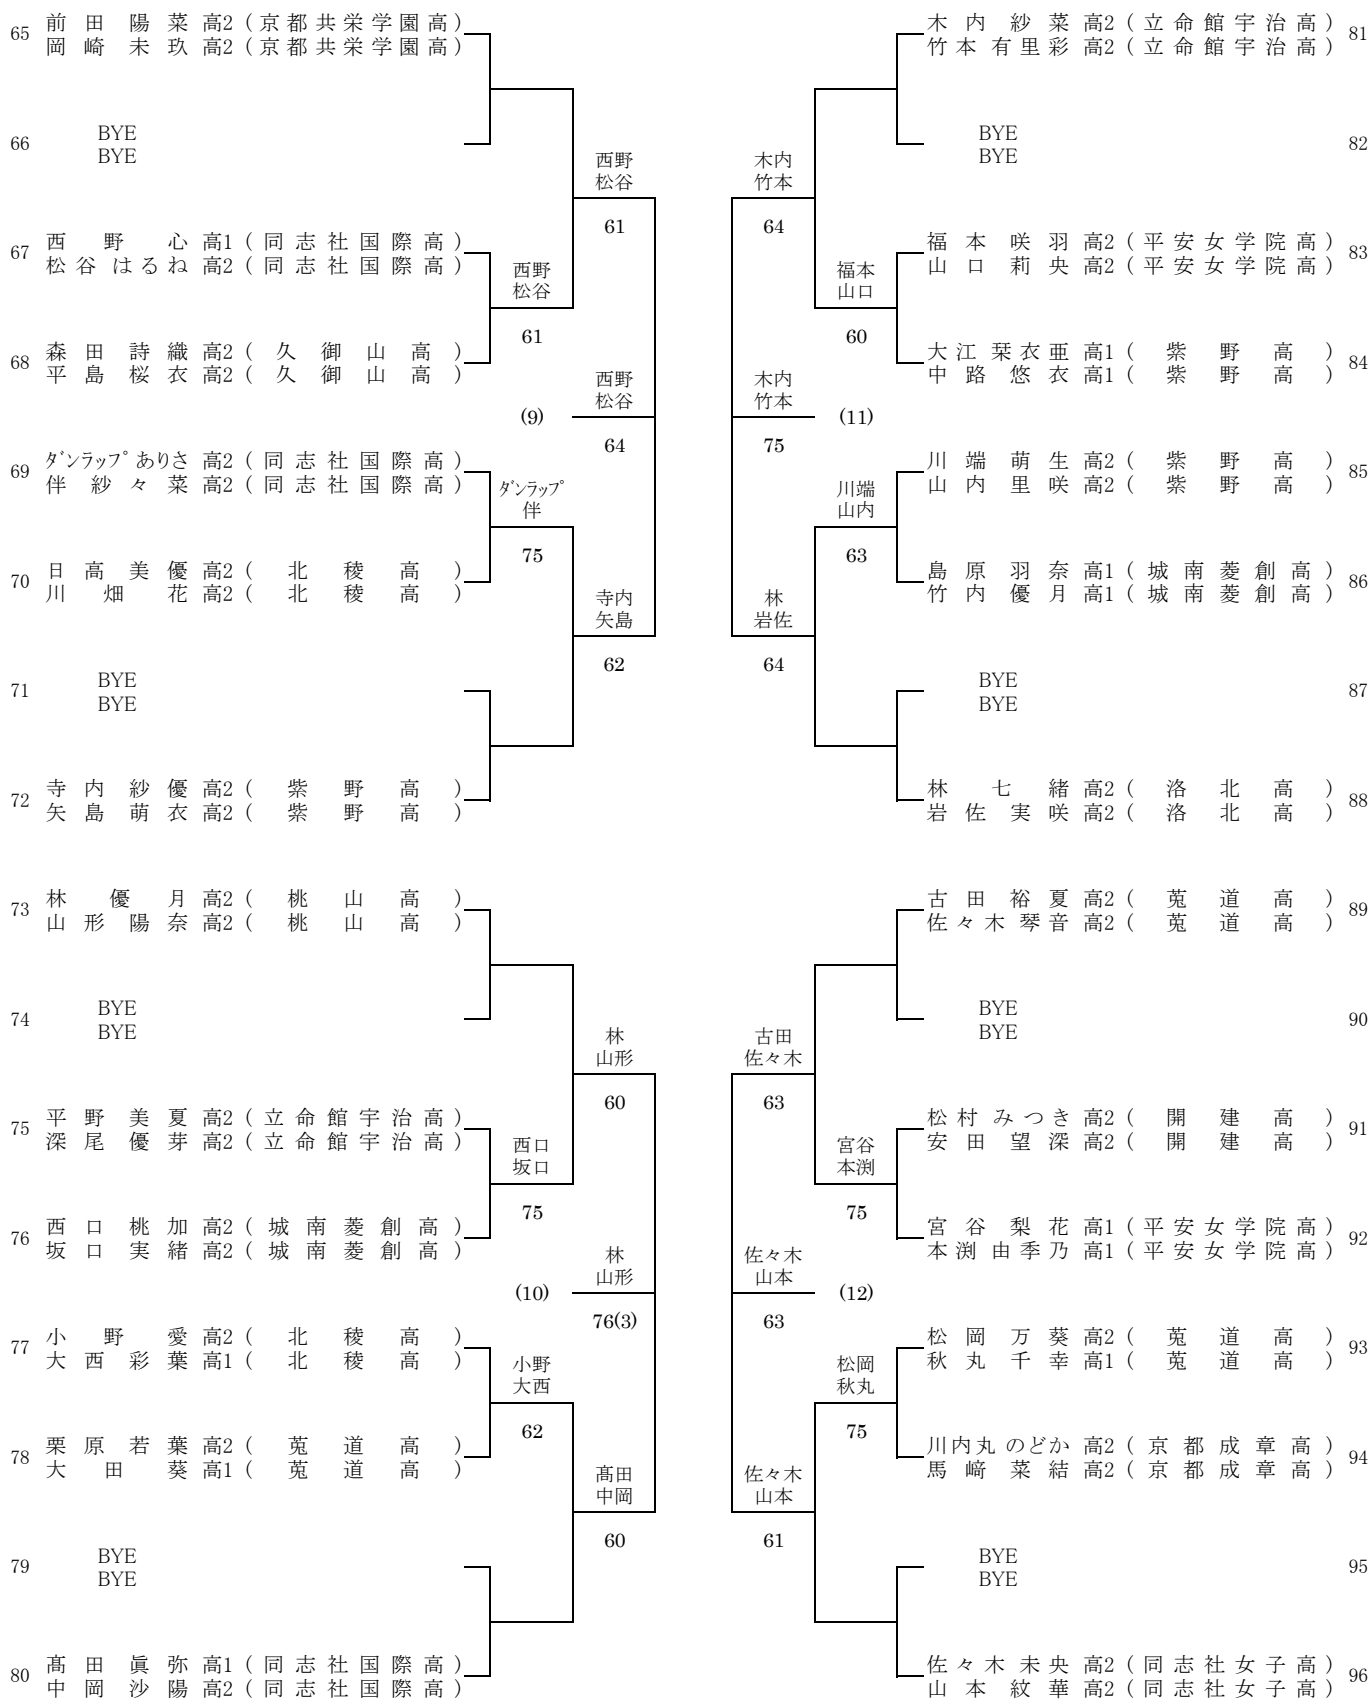 65 前田陽菜 高2 (京都共栄学園高)
岡崎未玖 高2 (京都共栄学園高)
66 BYE
BYE
西野
松谷
61
67 西野心 高1 (同志社国際高)
松谷はるね 高2 (同志社国際高)
西野
松谷
61
68 森田詩織 高2 (久御山高)
平島桜衣 高2 (久御山高)
(9)
西野
松谷
64
69 ﾀﾞﾝﾗｯﾌﾟありさ 高2 (同志社国際高)
伴紗々菜 高2 (同志社国際高)
ﾀﾞﾝﾗｯﾌﾟ
伴
75
70 日高美優 高2 (北稜高)
川畑花 高2 (北稜高)
寺内
矢島
62
71 BYE
BYE
72 寺内紗優 高2 (紫野高)
矢島萌衣 高2 (紫野高)
73 林優月 高2 (桃山高)
山形陽奈 高2 (桃山高)
74 BYE
BYE
林
山形
60
75 平野美夏 高2 (立命館宇治高)
深尾優芽 高2 (立命館宇治高)
西口
坂口
75
76 西口桃加 高2 (城南菱創高)
坂口実緒 高2 (城南菱創高)
(10)
林
山形
76(3)
77 小野愛 高2 (北稜高)
大西彩葉 高1 (北稜高)
小野
大西
62
78 栗原若葉 高2 (莵道高)
大田葵 高1 (莵道高)
髙田
中岡
60
79 BYE
BYE
80 髙田眞弥 高1 (同志社国際高)
中岡沙陽 高2 (同志社国際高)
木内紗菜 高2 (立命館宇治高) 81
竹本有里彩 高2 (立命館宇治高)
BYE 82
BYE
木内
竹本
64
福本咲羽 高2 (平安女学院高) 83
山口莉央 高2 (平安女学院高)
福本
山口
60
大江栞衣亜 高1 (紫野高) 84
中路悠衣 高1 (紫野高)
木内
竹本
(11)
75
川端萌生 高2 (紫野高) 85
山内里咲 高2 (紫野高)
川端
山内
63
島原羽奈 高1 (城南菱創高) 86
竹内優月 高1 (城南菱創高)
林
岩佐
64
BYE 87
BYE
林七緒 高2 (洛北高) 88
岩佐実咲 高2 (洛北高)
古田裕夏 高2 (莵道高) 89
佐々木琴音 高2 (莵道高)
BYE 90
BYE
古田
佐々木
63
松村みつき 高2 (開建高) 91
安田望深 高2 (開建高)
宮谷
本渕
75
宮谷梨花 高1 (平安女学院高) 92
本渕由季乃 高1 (平安女学院高)
佐々木
山本
(12)
63
松岡万葵 高2 (莵道高) 93
秋丸千幸 高1 (莵道高)
松岡
秋丸
75
川内丸のどか 高2 (京都成章高) 94
馬﨑菜結 高2 (京都成章高)
佐々木
山本
61
BYE 95
BYE
佐々木未央 高2 (同志社女子高) 96
山本紋華 高2 (同志社女子高)